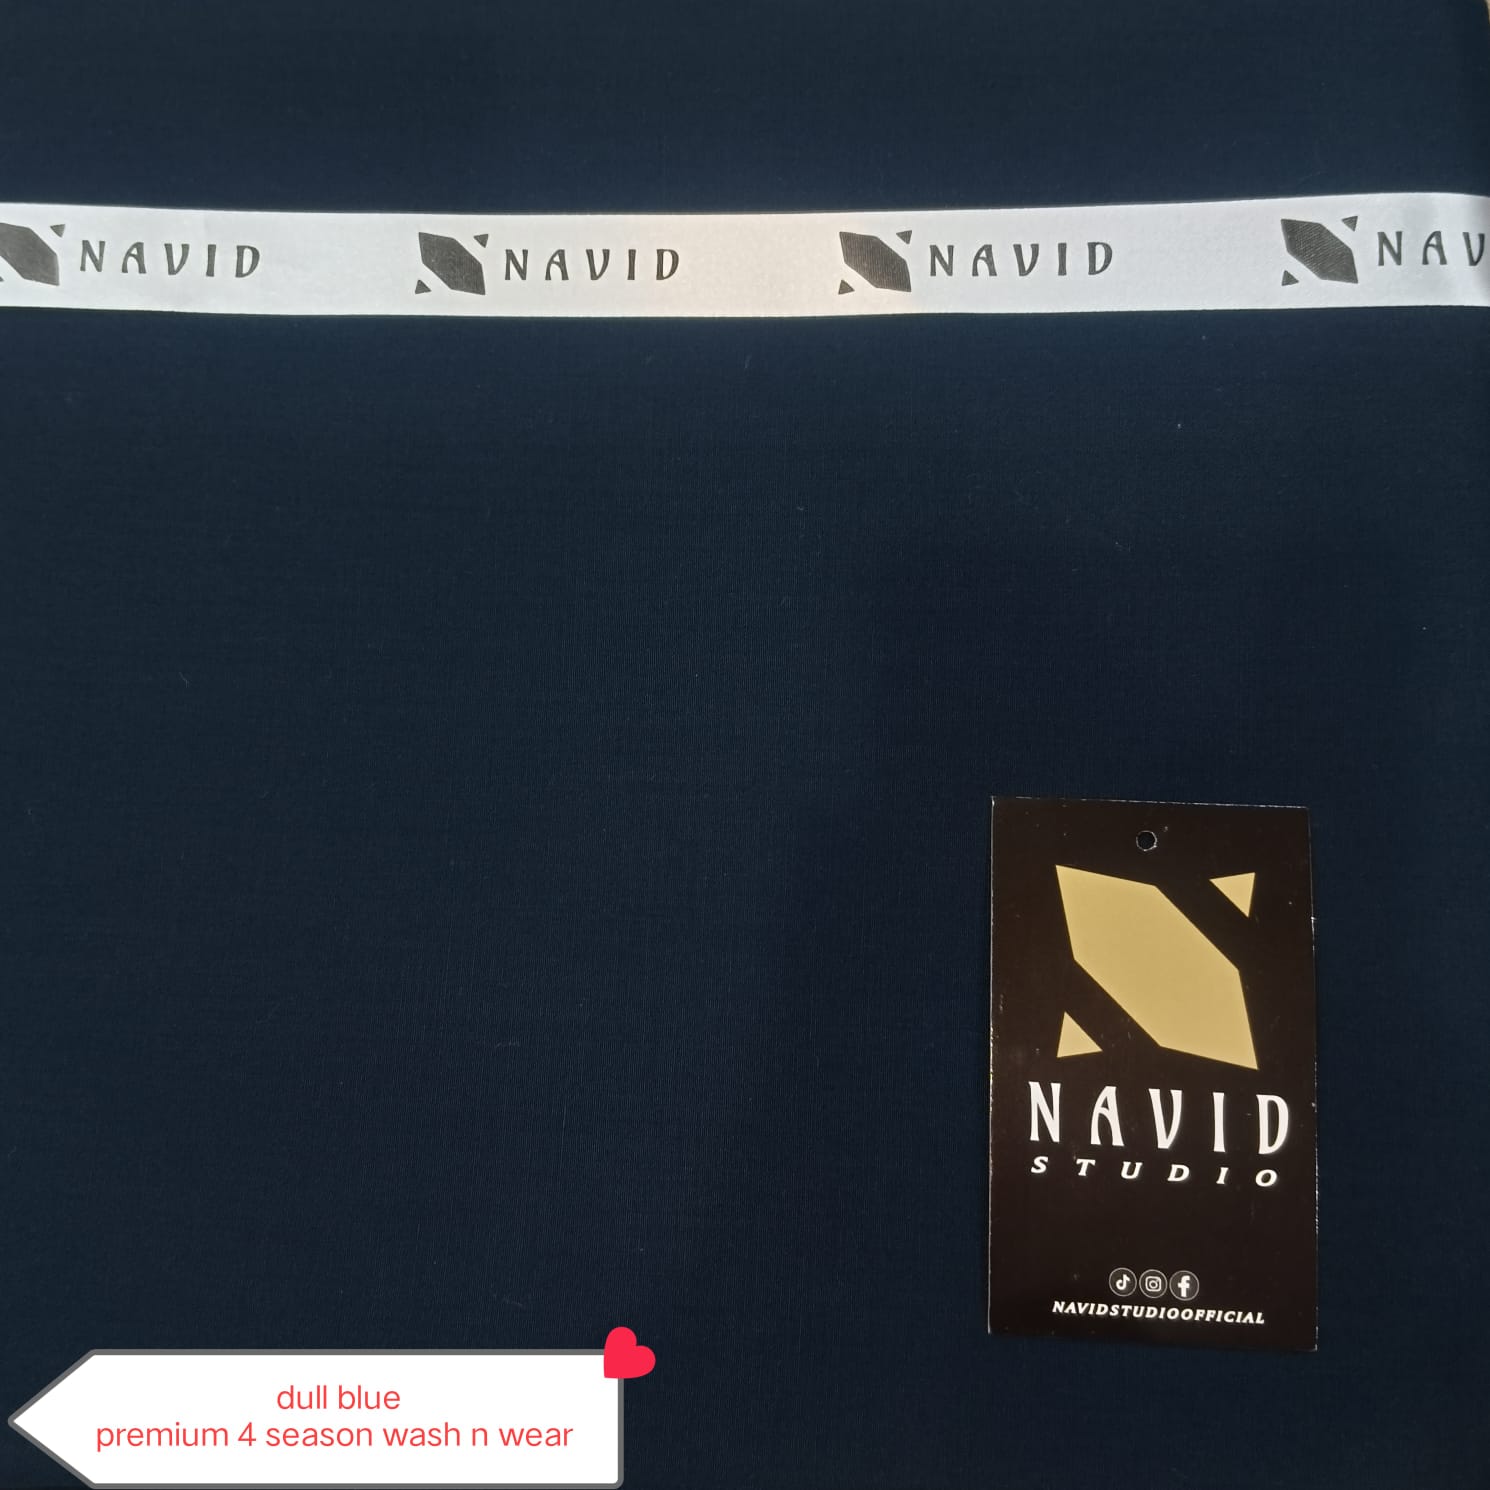 NAVID NAVID NAVID NAV
NAVID
STUDIO
NAVIDSTUDIOOFFICIAL
dull blue
premium 4 season wash n wear